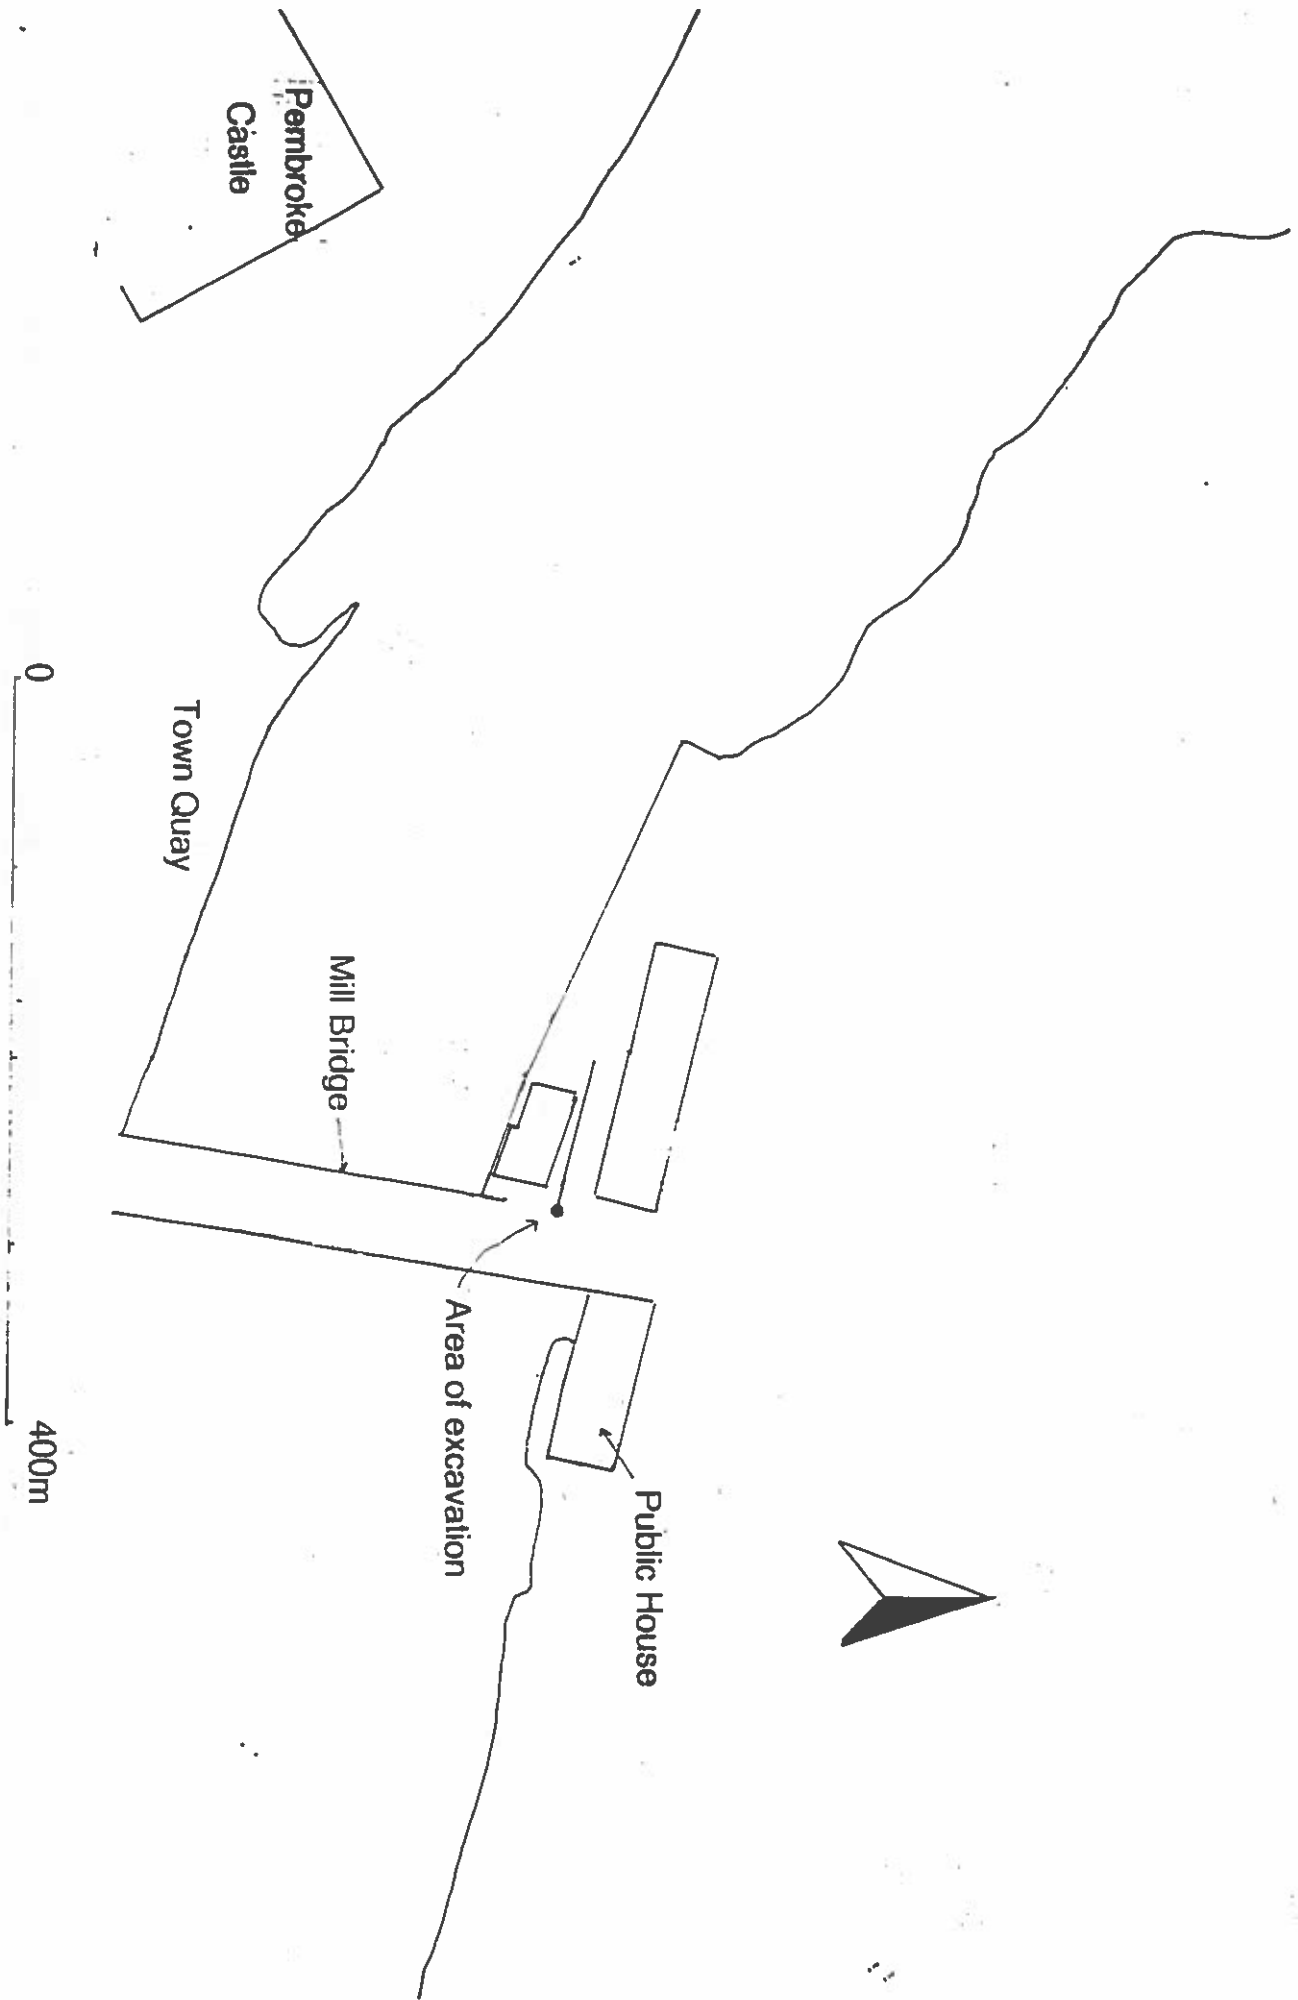 Pembroke
Castle
Public House
Area of excavation
Mill Bridge
Town Quay
0
400m